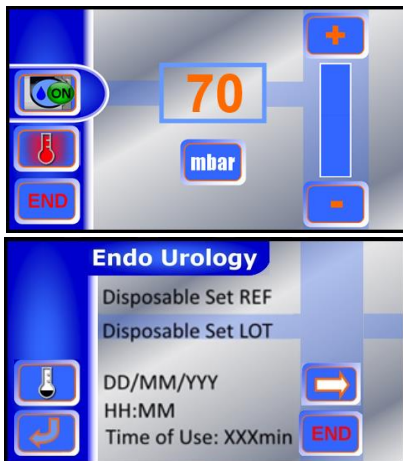 +
ON
70
mbar
END
-
Endo Urology
Disposable Set REF
Disposable Set LOT
DD/MM/YYY
HH:MM
Time of Use: XXXmin
END